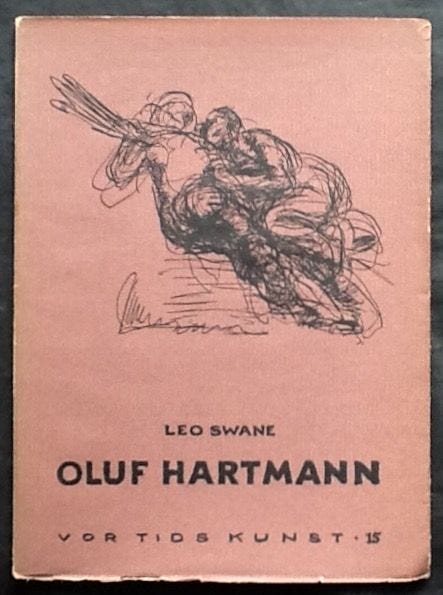 LEO SWANE
OLUF HARTMANN
VOR TIDS KUNST · 15